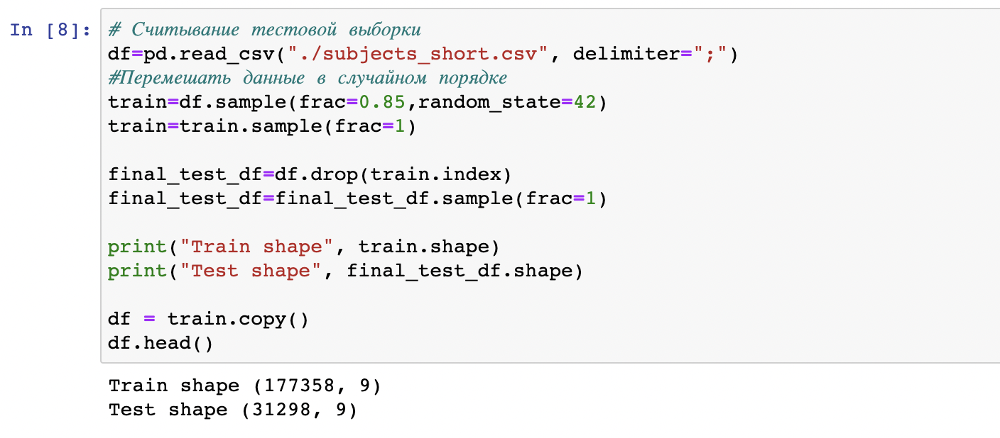 In [8]:
# Считывание тестовой выборки
df=pd.read_csv("./subjects_short.csv", delimiter=";")
#Перемешать данные в случайном порядке
train=df.sample(frac=0.85,random_state=42)
train=train.sample(frac=1)
final_test_df=df.drop(train.index)
final_test_df=final_test_df.sample(frac=1)
print("Train shape", train.shape)
print("Test shape", final_test_df.shape)
df = train.copy()
df.head()
Train shape (177358, 9)
Test shape (31298, 9)